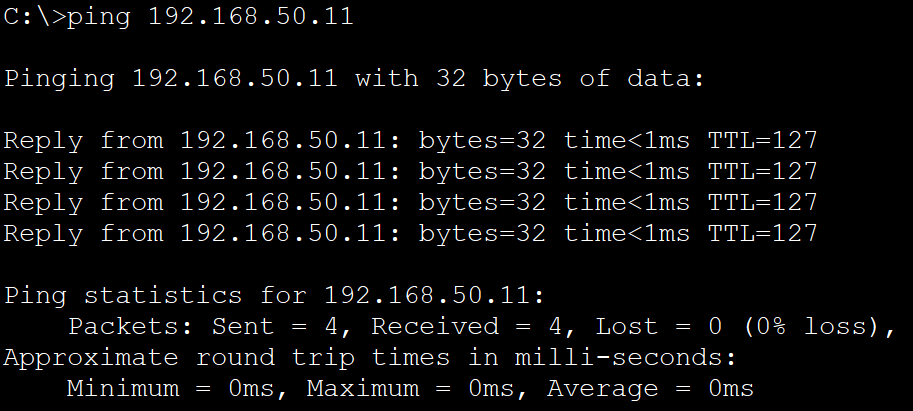 C:\>ping 192.168.50.11
Pinging 192.168.50.11 with 32 bytes of data:
Reply from 192.168.50.11: bytes=32 time<1ms TTL=127
Reply from 192.168.50.11: bytes=32 time<1ms TTL=127
Reply from 192.168.50.11: bytes=32 time<1ms TTL=127
Reply from 192.168.50.11: bytes=32 time<1ms TTL=127
Ping statistics for 192.168.50.11:
    Packets: Sent = 4, Received = 4, Lost = 0 (0% loss),
Approximate round trip times in milli-seconds:
    Minimum = 0ms, Maximum = 0ms, Average = 0ms